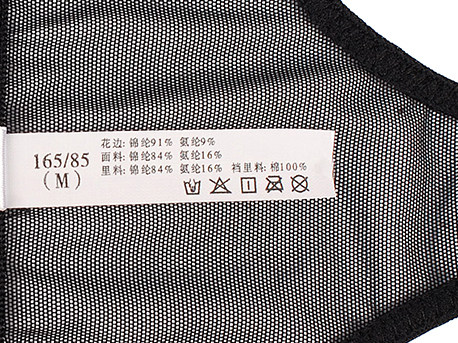 165/85
(M)
花边: 锦纶91% 氨纶9%
面料: 锦纶84% 氨纶16%
里料: 锦纶84% 氨纶16% 裆里料: 棉100%